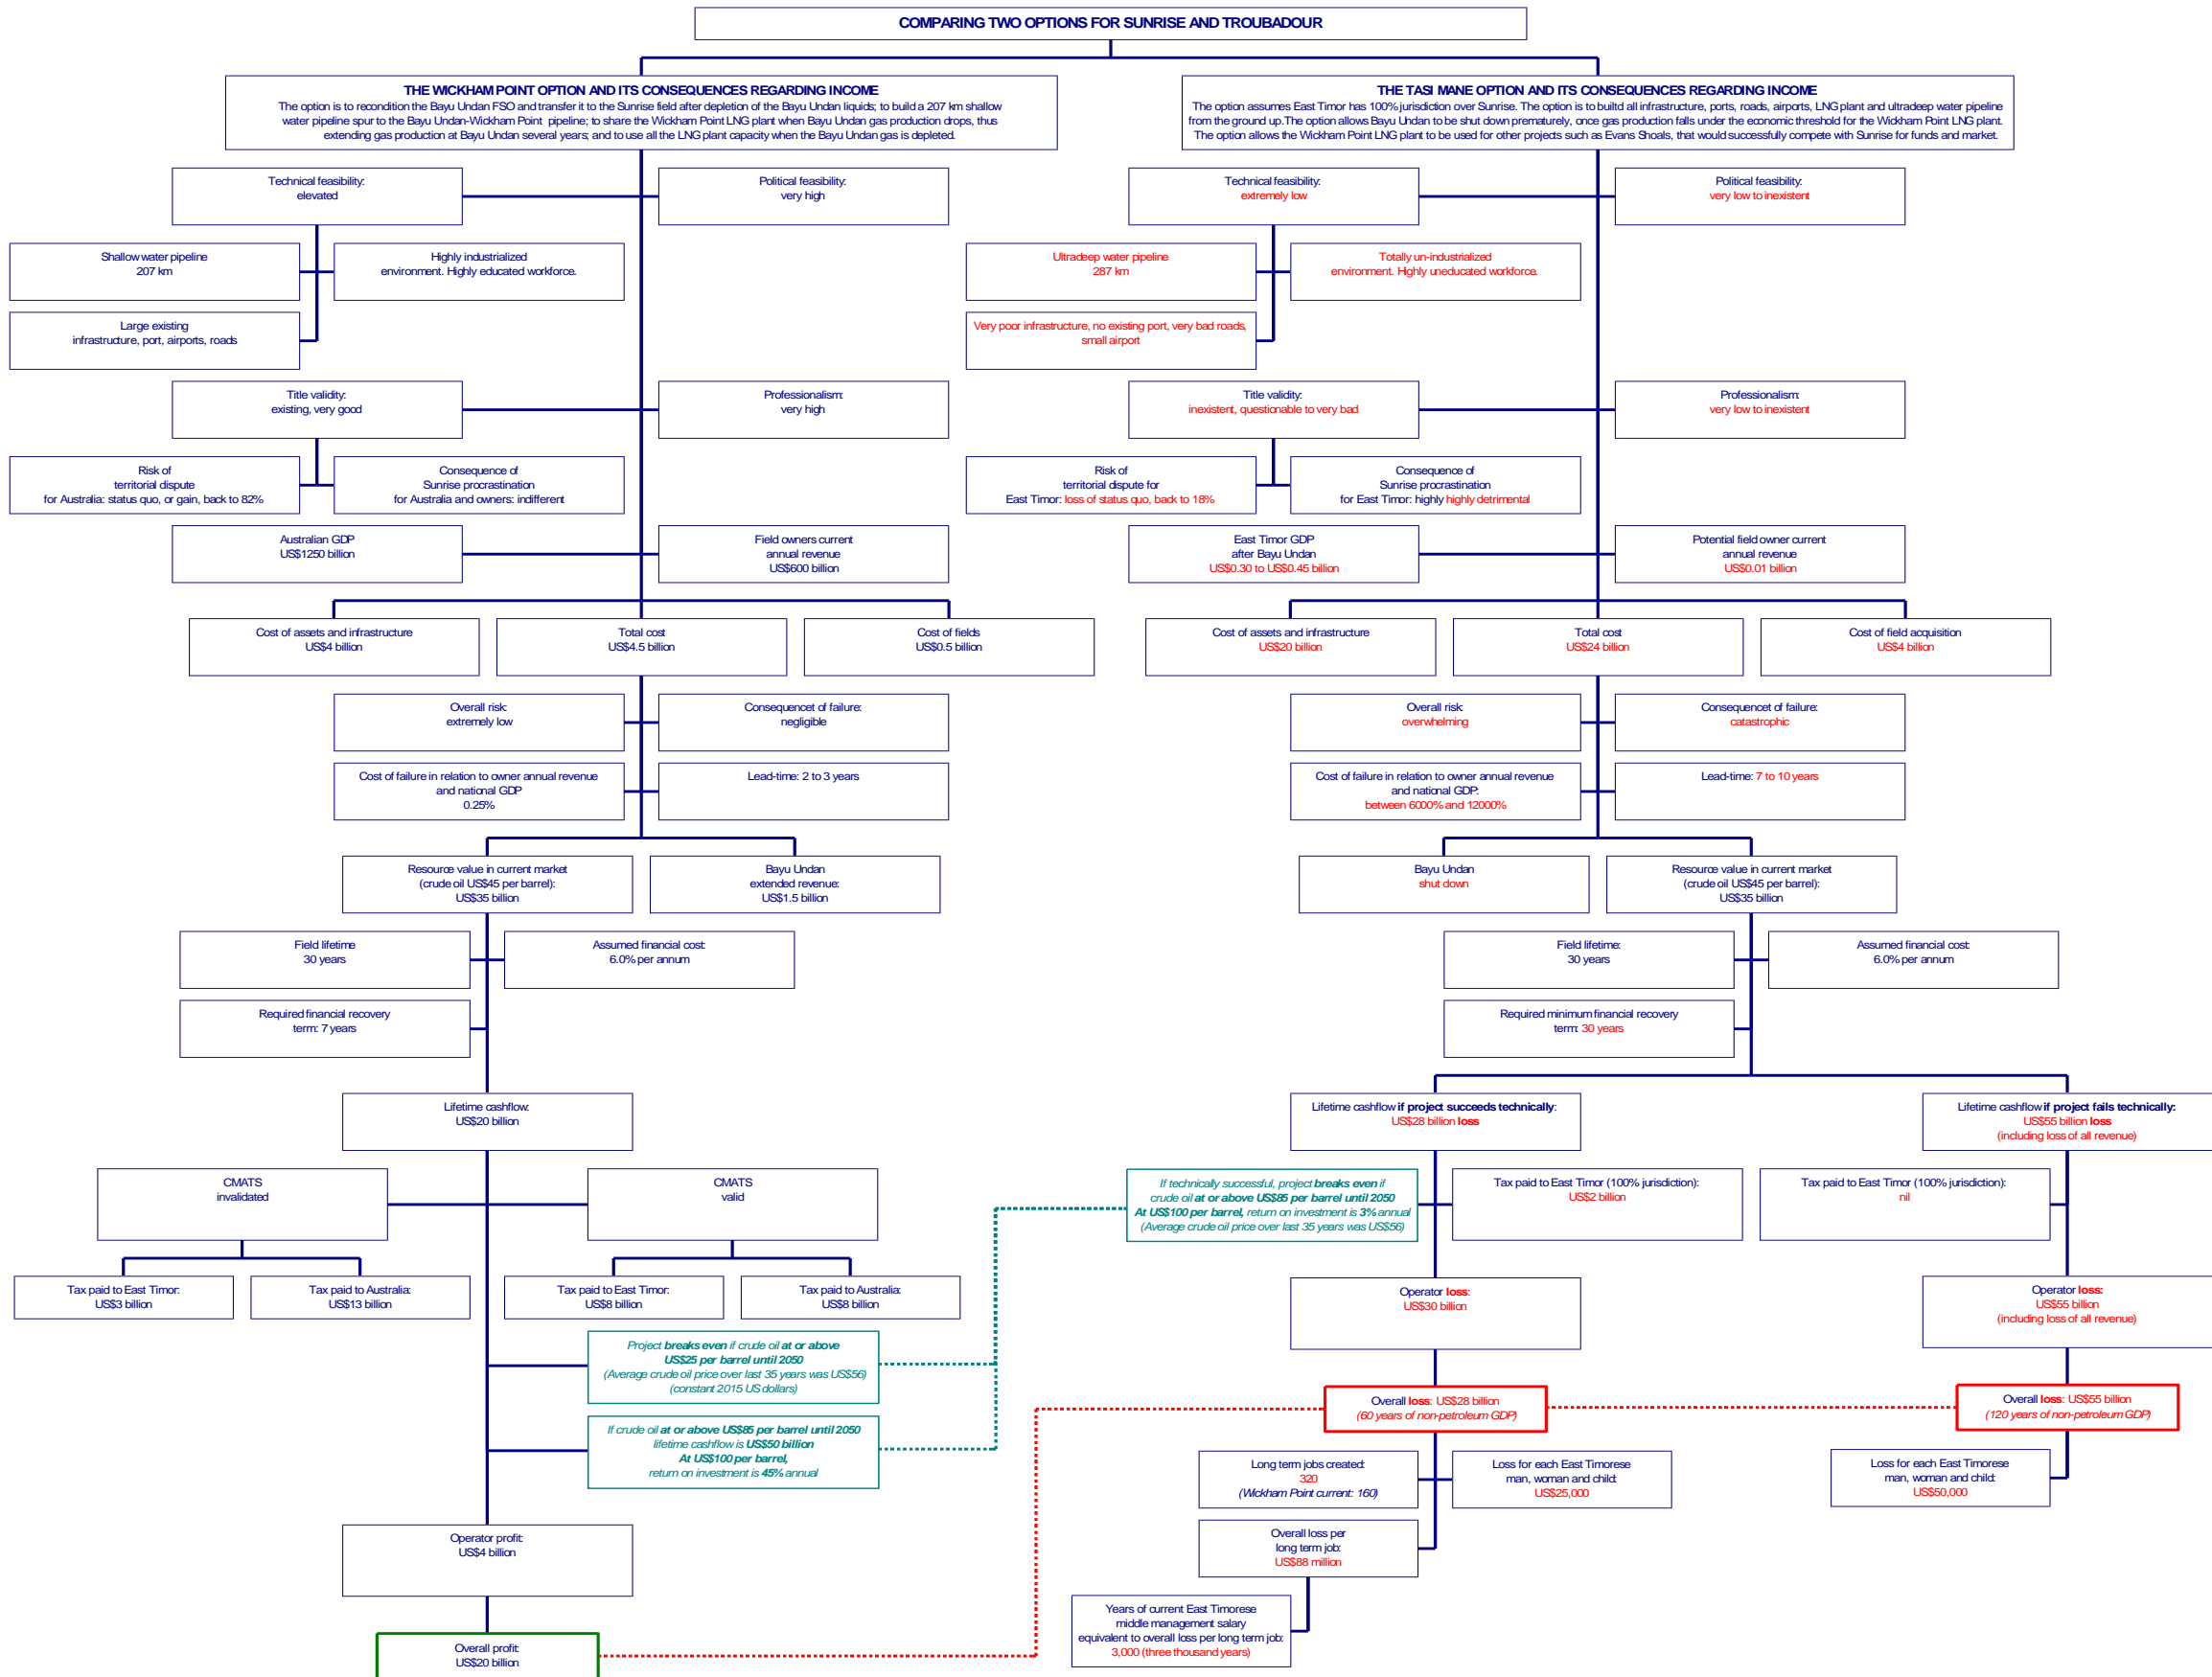 COMPARING TWO OPTIONS FOR SUNRISE AND TROUBADOUR
THE WICKHAM POINT OPTION AND ITS CONSEQUENCES REGARDING INCOME
The option is to recondition the Bayu Undan FSO and transfer it to the Sunrise field after depletion of the Bayu Undan liquids; to build a 207 km shallow
water pipeline spur to the Bayu Undan-Wickham Point pipeline; to share the Wickham Point LNG plant when Bayu Undan gas production drops, thus
extending gas production at Bayu Undan several years; and to use all the LNG plant capacity when the Bayu Undan gas is depleted.
Technical feasibility:
elevated
Political feasibility:
very high
Shallow water pipeline
207 km
Highly industrialized
environment. Highly educated workforce.
Large existing
infrastructure, port, airports, roads
Title validity:
existing, very good
Professionalism:
very high
Risk of
territorial dispute
for Australia: status quo, or gain, back to 82%
Consequence of
Sunrise procrastination
for Australia and owners: indifferent
Australian GDP
US$1250 billion
Field owners current
annual revenue
US$600 billion
Cost of assets and infrastructure
US$4 billion
Total cost
US$4.5 billion
Cost of fields
US$0.5 billion
Overall risk:
extremely low
Consequencet of failure:
negligible
Cost of failure in relation to owner annual revenue
and national GDP
0.25%
Lead-time: 2 to 3 years
Resource value in current market
(crude oil US$45 per barrel):
US$35 billion
Bayu Undan
extended revenue:
US$1.5 billion
Field lifetime
30 years
Assumed financial cost:
6.0% per annum
Required financial recovery
term: 7 years
Lifetime cashflow:
US$20 billion
CMATS
invalidated
CMATS
valid
Tax paid to East Timor:
US$3 billion
Tax paid to Australia:
US$13 billion
Tax paid to East Timor:
US$8 billion
Tax paid to Australia:
US$8 billion
Project breaks even if crude oil at or above
US$25 per barrel until 2050
(Average crude oil price over last 35 years was US$56)
(constant 2015 US dollars)
If crude oil at or above US$85 per barrel until 2050
lifetime cashflow is US$50 billion
At US$100 per barrel,
return on investment is 45% annual
Operator profit:
US$4 billion
Overall profit:
US$20 billion
THE TASI MANE OPTION AND ITS CONSEQUENCES REGARDING INCOME
The option assumes East Timor has 100% jurisdiction over Sunrise. The option is to builtd all infrastructure, ports, roads, airports, LNG plant and ultradeep water pipeline
from the ground up.The option allows Bayu Undan to be shut down prematurely, once gas production falls under the economic threshold for the Wickham Point LNG plant.
The option allows the Wickham Point LNG plant to be used for other projects such as Evans Shoals, that would successfully compete with Sunrise for funds and market.
Technical feasibility:
extremely low
Political feasibility:
very low to inexistent
Ultradeep water pipeline
287 km
Totally un-industrialized
environment. Highly uneducated workforce.
Very poor infrastructure, no existing port, very bad roads,
small airport
Title validity:
inexistent, questionable to very bad
Professionalism:
very low to inexistent
Risk of
territorial dispute for
East Timor: loss of status quo, back to 18%
Consequence of
Sunrise procrastination
for East Timor: highly highly detrimental
East Timor GDP
after Bayu Undan
US$0.30 to US$0.45 billion
Potential field owner current
annual revenue
US$0.01 billion
Cost of assets and infrastructure
US$20 billion
Total cost
US$24 billion
Cost of field acquisition
US$4 billion
Overall risk:
overwhelming
Consequencet of failure:
catastrophic
Cost of failure in relation to owner annual revenue
and national GDP:
between 6000% and 12000%
Lead-time: 7 to 10 years
Bayu Undan
shut down
Resource value in current market
(crude oil US$45 per barrel):
US$35 billion
Field lifetime:
30 years
Assumed financial cost:
6.0% per annum
Required minimum financial recovery
term: 30 years
Lifetime cashflow if project succeeds technically:
US$28 billion loss
Lifetime cashflow if project fails technically:
US$55 billion loss
(including loss of all revenue)
If technically successful, project breaks even if
crude oil at or above US$85 per barrel until 2050
At US$100 per barrel, return on investment is 3% annual
(Average crude oil price over last 35 years was US$56)
Tax paid to East Timor (100% jurisdiction):
US$2 billion
Tax paid to East Timor (100% jurisdiction):
nil
Operator loss:
US$30 billion
Operator loss:
US$55 billion
(including loss of all revenue)
Overall loss: US$28 billion
(60 years of non-petroleum GDP)
Overall loss: US$55 billion
(120 years of non-petroleum GDP)
Long term jobs created:
320
(Wickham Point current: 160)
Loss for each East Timorese
man, woman and child:
US$25,000
Loss for each East Timorese
man, woman and child:
US$50,000
Overall loss per
long term job:
US$88 million
Years of current East Timorese
middle management salary
equivalent to overall loss per long term job:
3,000 (three thousand years)